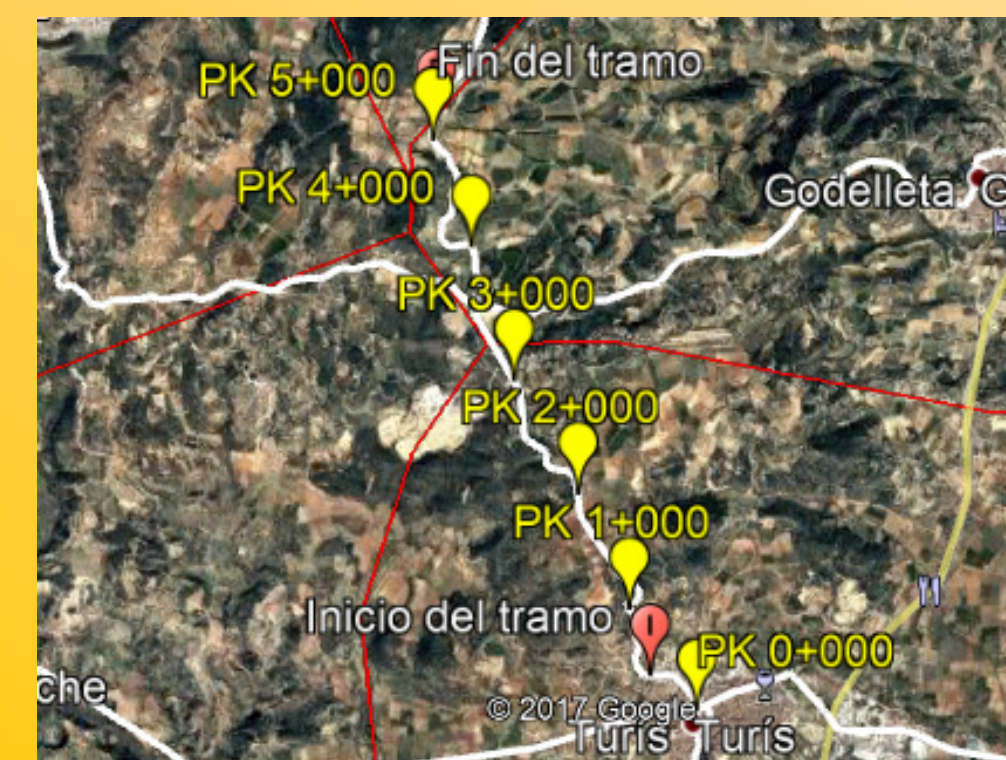 Fin del tramo
PK 5+000
PK 4+000
Godelleta G
PK 3+000
PK 2+000
PK 1+000
Inicio del tramo
I
PK 0+000
che
© 2017 Google
Turís Turís